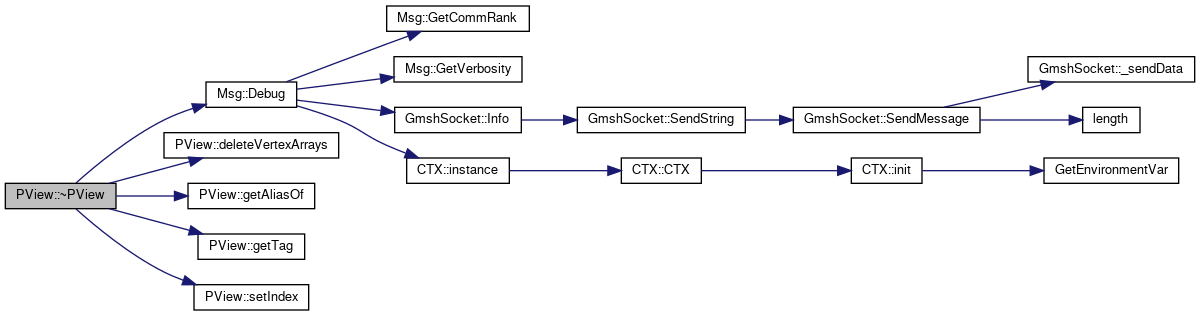 Msg::GetCommRank
Msg::GetVerbosity
GmshSocket::_sendData
Msg::Debug
GmshSocket::Info
GmshSocket::SendString
GmshSocket::SendMessage
length
PView::deleteVertexArrays
CTX::instance
CTX::CTX
CTX::init
GetEnvironmentVar
PView::~PView
PView::getAliasOf
PView::getTag
PView::setIndex